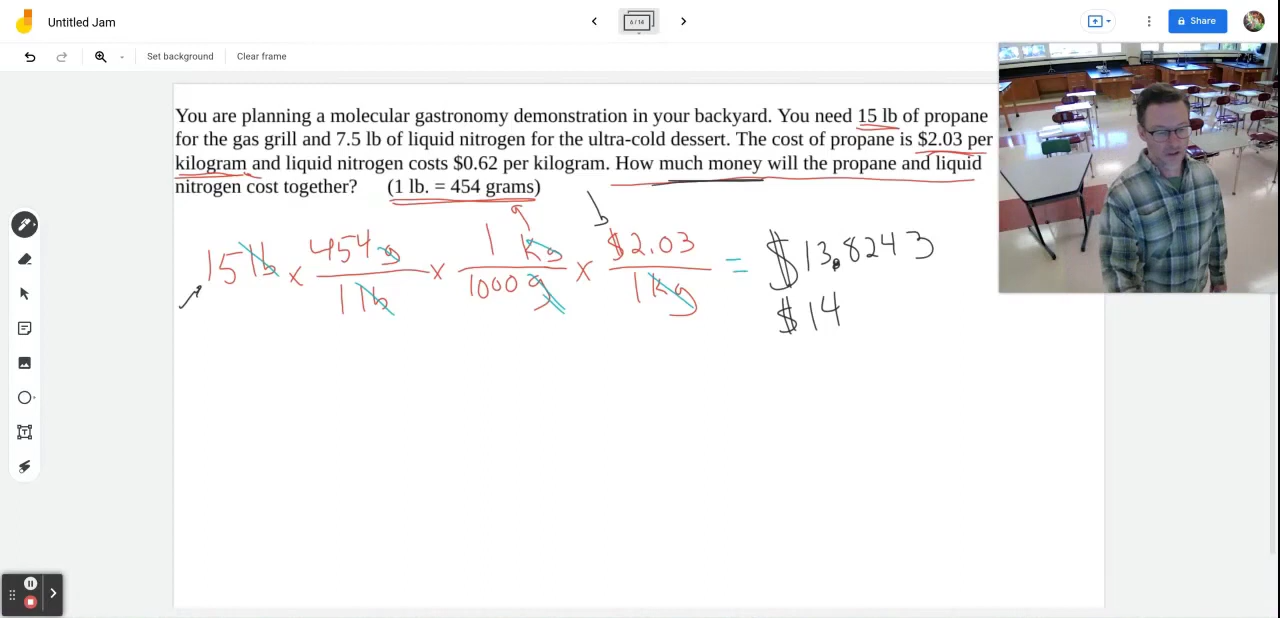 Untitled Jam
6 / 14
Share
Set background
Clear frame
You are planning a molecular gastronomy demonstration in your backyard. You need 15 lb of propane
for the gas grill and 7.5 lb of liquid nitrogen for the ultra-cold dessert. The cost of propane is $2.03 per
kilogram and liquid nitrogen costs $0.62 per kilogram. How much money will the propane and liquid
nitrogen cost together? (1 lb. = 454 grams)
15 lb x 454 g / 1 lb x 1 kg / 1000 g x $2.03 / 1 kg = $13.8243
$14